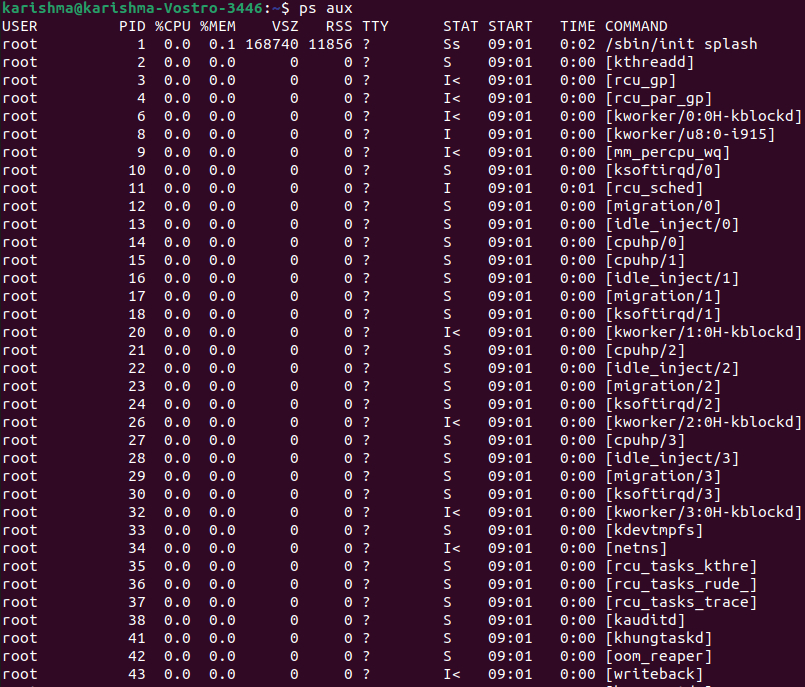 karishma@karishma-Vostro-3446:~$ ps aux
USER PID %CPU %MEM VSZ RSS TTY STAT START TIME COMMAND
root 1 0.0 0.1 168740 11856 ? Ss 09:01 0:02 /sbin/init splash
root 2 0.0 0.0 0 0 ? S 09:01 0:00 [kthreadd]
root 3 0.0 0.0 0 0 ? I< 09:01 0:00 [rcu_gp]
root 4 0.0 0.0 0 0 ? I< 09:01 0:00 [rcu_par_gp]
root 6 0.0 0.0 0 0 ? I< 09:01 0:00 [kworker/0:0H-kblockd]
root 8 0.0 0.0 0 0 ? I 09:01 0:00 [kworker/u8:0-i915]
root 9 0.0 0.0 0 0 ? I< 09:01 0:00 [mm_percpu_wq]
root 10 0.0 0.0 0 0 ? S 09:01 0:00 [ksoftirqd/0]
root 11 0.0 0.0 0 0 ? I 09:01 0:01 [rcu_sched]
root 12 0.0 0.0 0 0 ? S 09:01 0:00 [migration/0]
root 13 0.0 0.0 0 0 ? S 09:01 0:00 [idle_inject/0]
root 14 0.0 0.0 0 0 ? S 09:01 0:00 [cpuhp/0]
root 15 0.0 0.0 0 0 ? S 09:01 0:00 [cpuhp/1]
root 16 0.0 0.0 0 0 ? S 09:01 0:00 [idle_inject/1]
root 17 0.0 0.0 0 0 ? S 09:01 0:00 [migration/1]
root 18 0.0 0.0 0 0 ? S 09:01 0:00 [ksoftirqd/1]
root 20 0.0 0.0 0 0 ? I< 09:01 0:00 [kworker/1:0H-kblockd]
root 21 0.0 0.0 0 0 ? S 09:01 0:00 [cpuhp/2]
root 22 0.0 0.0 0 0 ? S 09:01 0:00 [idle_inject/2]
root 23 0.0 0.0 0 0 ? S 09:01 0:00 [migration/2]
root 24 0.0 0.0 0 0 ? S 09:01 0:00 [ksoftirqd/2]
root 26 0.0 0.0 0 0 ? I< 09:01 0:00 [kworker/2:0H-kblockd]
root 27 0.0 0.0 0 0 ? S 09:01 0:00 [cpuhp/3]
root 28 0.0 0.0 0 0 ? S 09:01 0:00 [idle_inject/3]
root 29 0.0 0.0 0 0 ? S 09:01 0:00 [migration/3]
root 30 0.0 0.0 0 0 ? S 09:01 0:00 [ksoftirqd/3]
root 32 0.0 0.0 0 0 ? I< 09:01 0:00 [kworker/3:0H-kblockd]
root 33 0.0 0.0 0 0 ? S 09:01 0:00 [kdevtmpfs]
root 34 0.0 0.0 0 0 ? I< 09:01 0:00 [netns]
root 35 0.0 0.0 0 0 ? S 09:01 0:00 [rcu_tasks_kthre]
root 36 0.0 0.0 0 0 ? S 09:01 0:00 [rcu_tasks_rude_]
root 37 0.0 0.0 0 0 ? S 09:01 0:00 [rcu_tasks_trace]
root 38 0.0 0.0 0 0 ? S 09:01 0:00 [kauditd]
root 41 0.0 0.0 0 0 ? S 09:01 0:00 [khungtaskd]
root 42 0.0 0.0 0 0 ? S 09:01 0:00 [oom_reaper]
root 43 0.0 0.0 0 0 ? I< 09:01 0:00 [writeback]